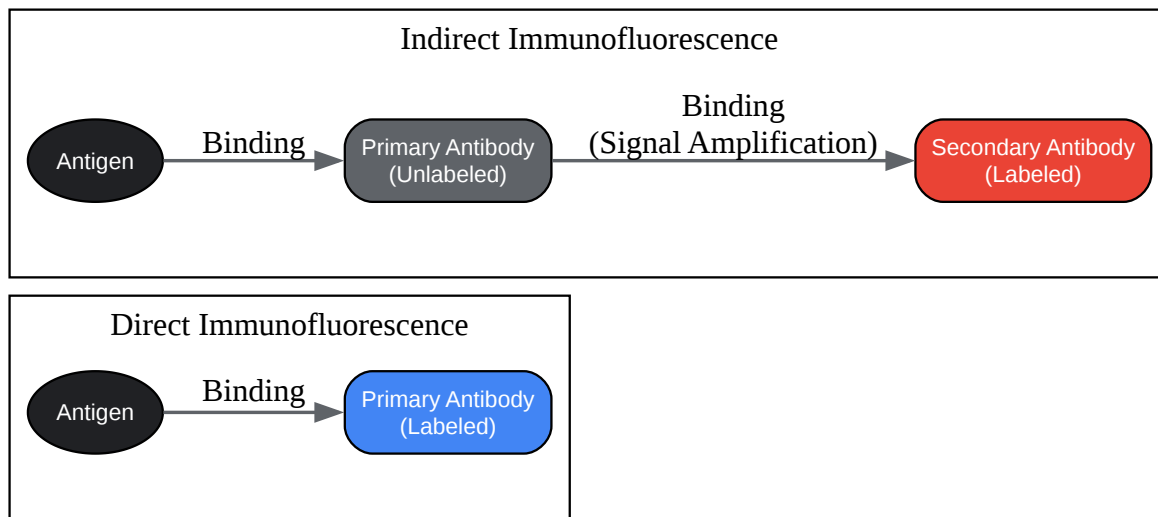 Indirect Immunofluorescence
Antigen
Binding
Primary Antibody
(Unlabeled)
Binding
(Signal Amplification)
Secondary Antibody
(Labeled)
Direct Immunofluorescence
Antigen
Binding
Primary Antibody
(Labeled)